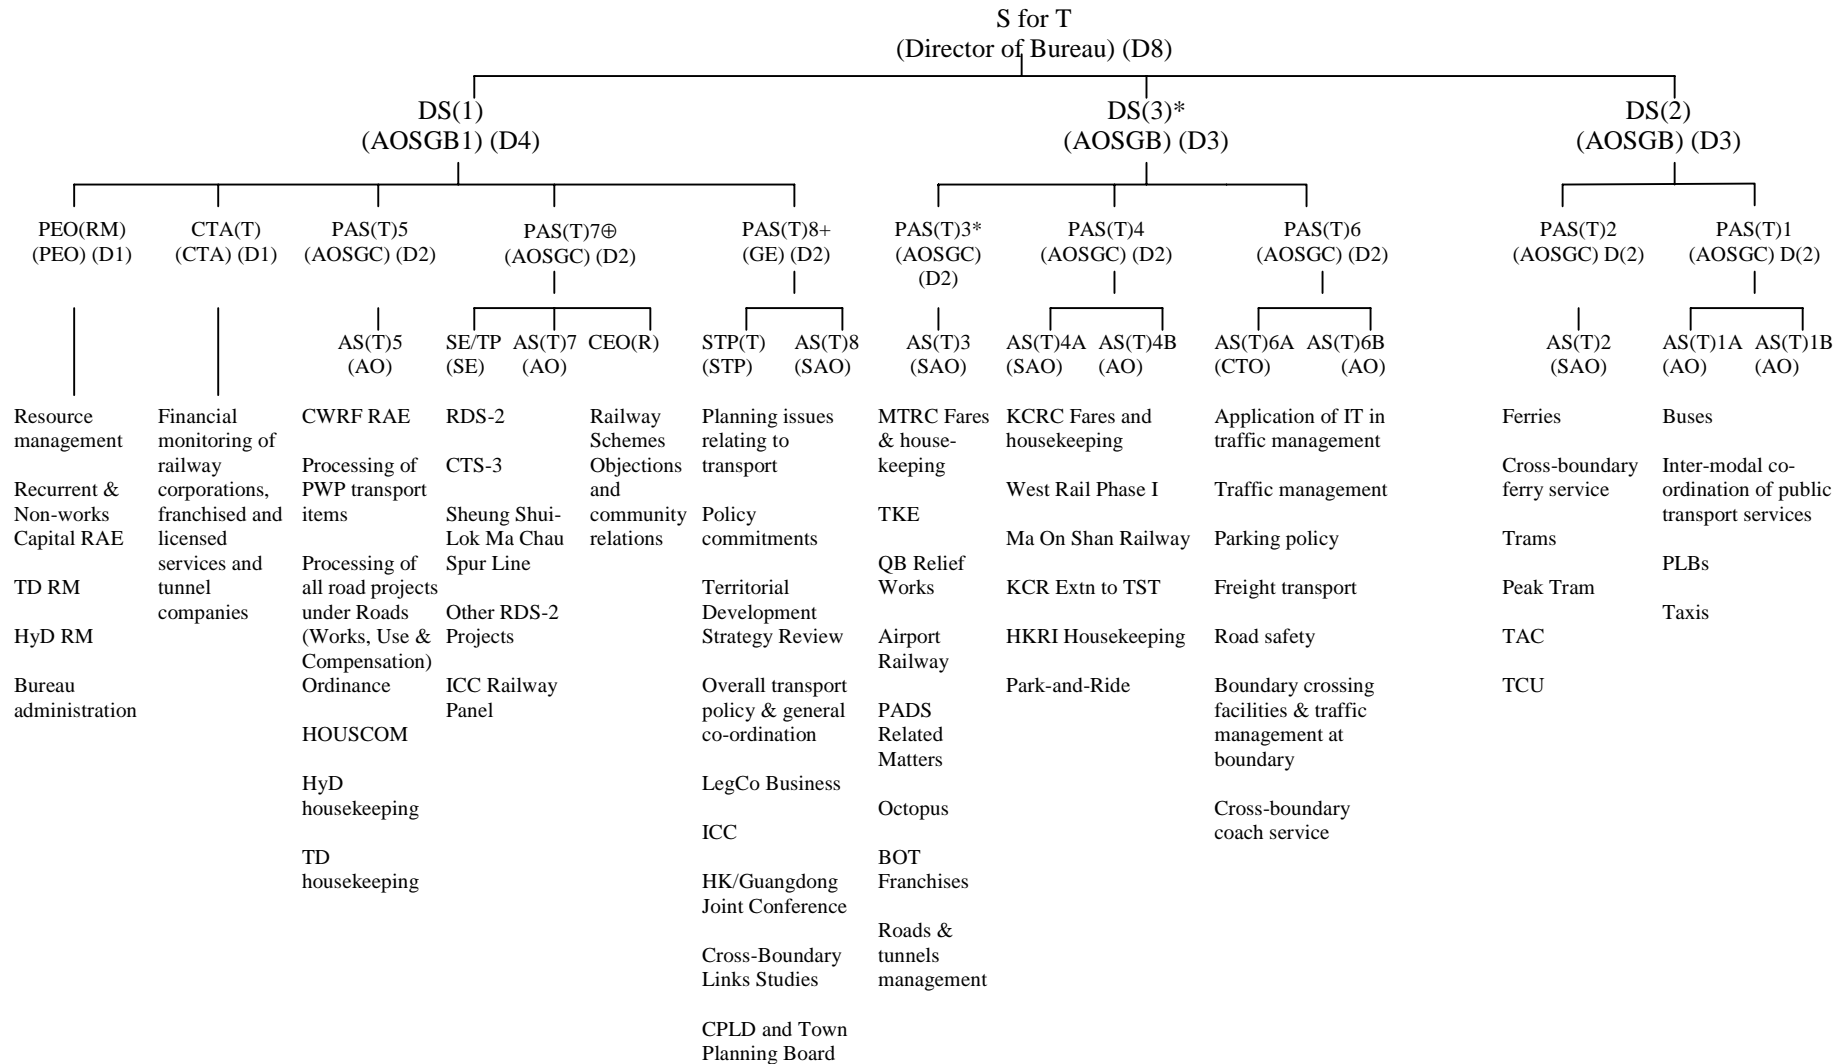 S for T
(Director of Bureau) (D8)
DS(1)
(AOSGB1) (D4)
DS(3)*
(AOSGB) (D3)
DS(2)
(AOSGB) (D3)
PEO(RM)
(PEO) (D1)
CTA(T)
(CTA) (D1)
PAS(T)5
(AOSGC) (D2)
PAS(T)7⊕
(AOSGC) (D2)
PAS(T)8+
(GE) (D2)
PAS(T)3*
(AOSGC)
(D2)
PAS(T)4
(AOSGC) (D2)
PAS(T)6
(AOSGC) (D2)
PAS(T)2
(AOSGC) D(2)
PAS(T)1
(AOSGC) D(2)
AS(T)5
(AO)
SE/TP
(SE)
AS(T)7
(AO)
CEO(R)
STP(T)
(STP)
AS(T)8
(SAO)
AS(T)3
(SAO)
AS(T)4A
(SAO)
AS(T)4B
(AO)
AS(T)6A
(CTO)
AS(T)6B
(AO)
AS(T)2
(SAO)
AS(T)1A
(AO)
AS(T)1B
(AO)
Resource
management
Recurrent &
Non-works
Capital RAE
TD RM
HyD RM
Bureau
administration
Financial
monitoring of
railway
corporations,
franchised and
licensed
services and
tunnel
companies
CWRF RAE
Processing of
PWP transport
items
Processing of
all road projects
under Roads
(Works, Use &
Compensation)
Ordinance
HOUSCOM
HyD
housekeeping
TD
housekeeping
RDS-2
CTS-3
Sheung Shui-
Lok Ma Chau
Spur Line
Other RDS-2
Projects
ICC Railway
Panel
Railway
Schemes
Objections
and
community
relations
Planning issues
relating to
transport
Policy
commitments
Territorial
Development
Strategy Review
Overall transport
policy & general
co-ordination
LegCo Business
ICC
HK/Guangdong
Joint Conference
Cross-Boundary
Links Studies
CPLD and Town
Planning Board
MTRC Fares
& house-
keeping
TKE
QB Relief
Works
Airport
Railway
PADS
Related
Matters
Octopus
BOT
Franchises
Roads &
tunnels
management
KCRC Fares and
housekeeping
West Rail Phase I
Ma On Shan Railway
KCR Extn to TST
HKRI Housekeeping
Park-and-Ride
Application of IT in
traffic management
Traffic management
Parking policy
Freight transport
Road safety
Boundary crossing
facilities & traffic
management at
boundary
Cross-boundary
coach service
Ferries
Cross-boundary
ferry service
Trams
Peak Tram
TAC
TCU
Buses
Inter-modal co-
ordination of public
transport services
PLBs
Taxis